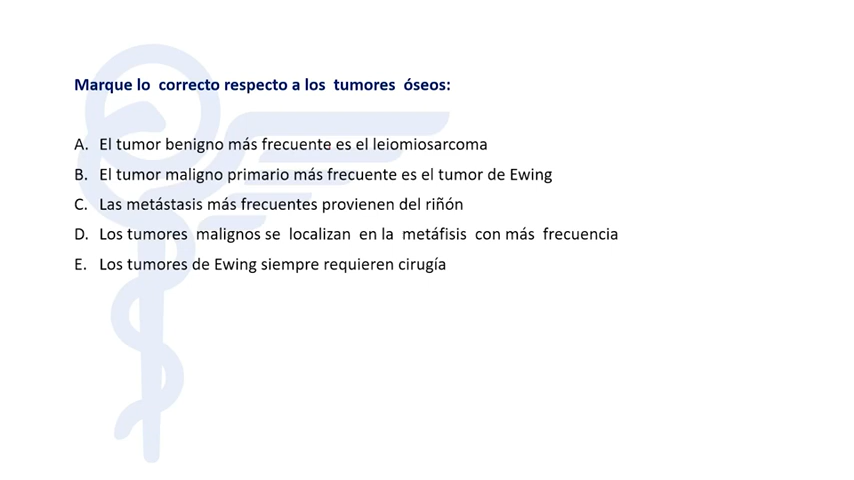 Marque lo correcto respecto a los tumores óseos:
A. El tumor benigno más frecuente es el leiomiosarcoma
B. El tumor maligno primario más frecuente es el tumor de Ewing
C. Las metástasis más frecuentes provienen del riñón
D. Los tumores malignos se localizan en la metáfisis con más frecuencia
E. Los tumores de Ewing siempre requieren cirugía